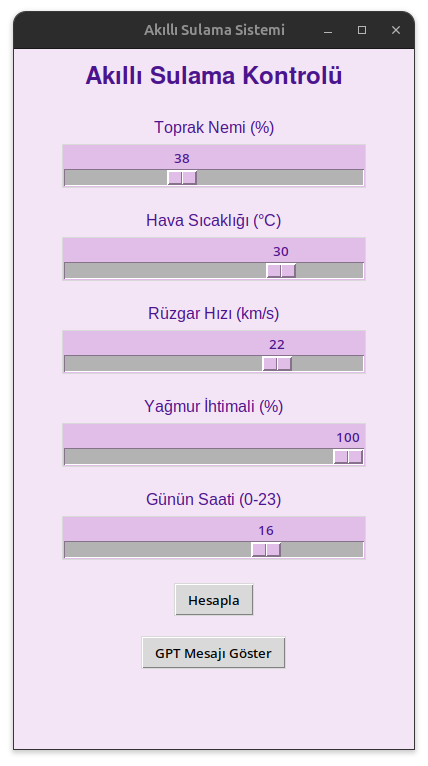 Akıllı Sulama Sistemi
Akıllı Sulama Kontrolü
Toprak Nemi (%)
38
Hava Sıcaklığı (°C)
30
Rüzgar Hızı (km/s)
22
Yağmur İhtimali (%)
100
Günün Saati (0-23)
16
Hesapla
GPT Mesajı Göster